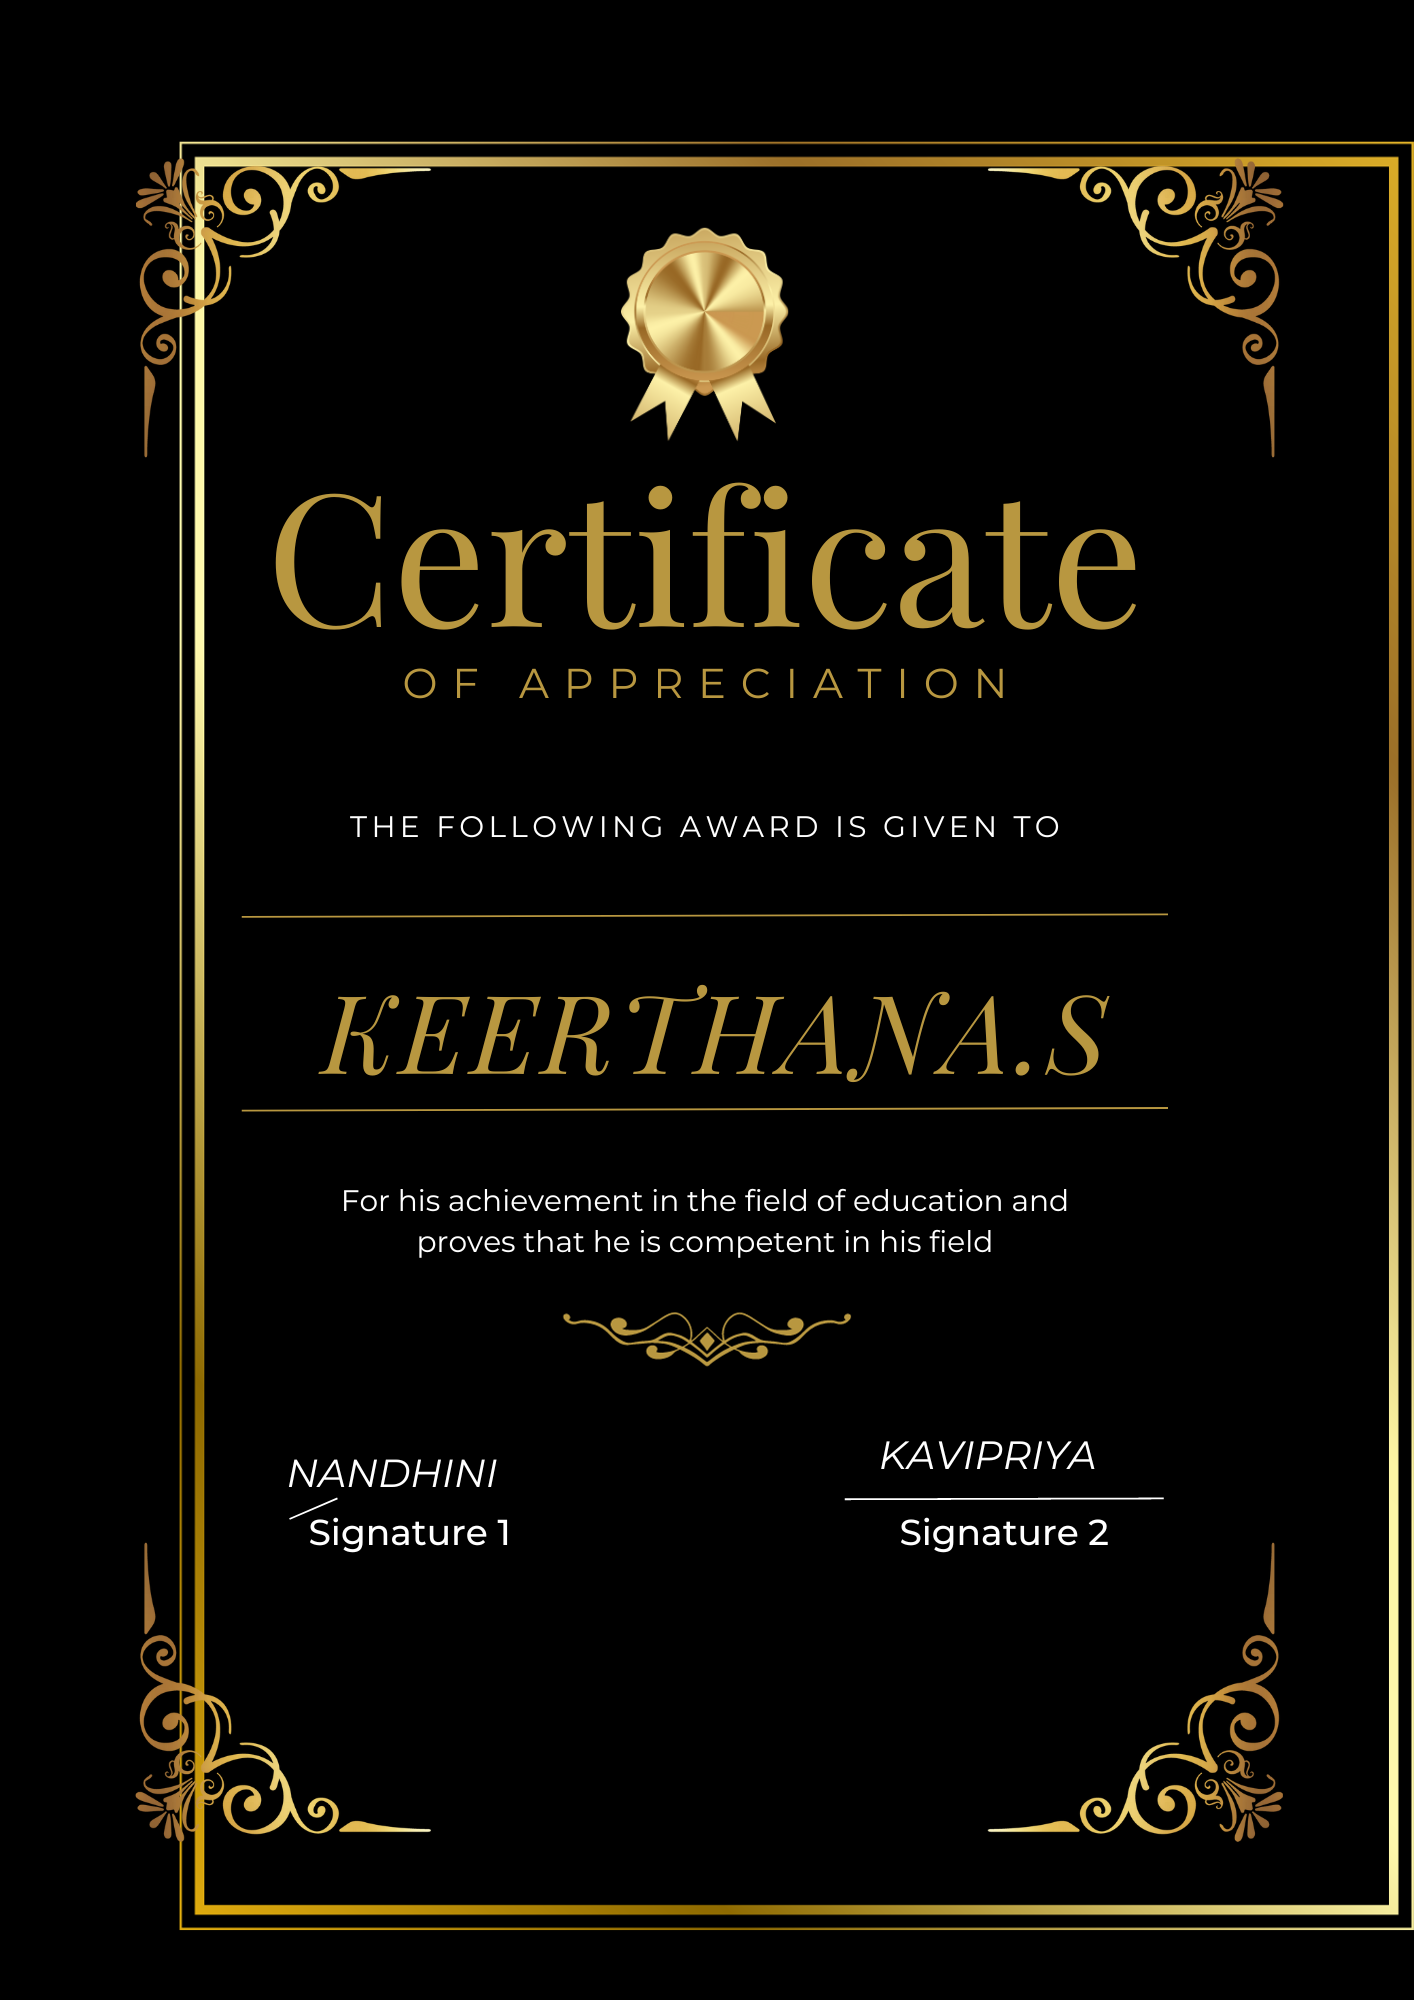 Certificate
OF APPRECIATION
THE FOLLOWING AWARD IS GIVEN TO
KEERTHANA.S
For his achievement in the field of education and
proves that he is competent in his field
NANDHINI
KAVIPRIYA
Signature 1
Signature 2